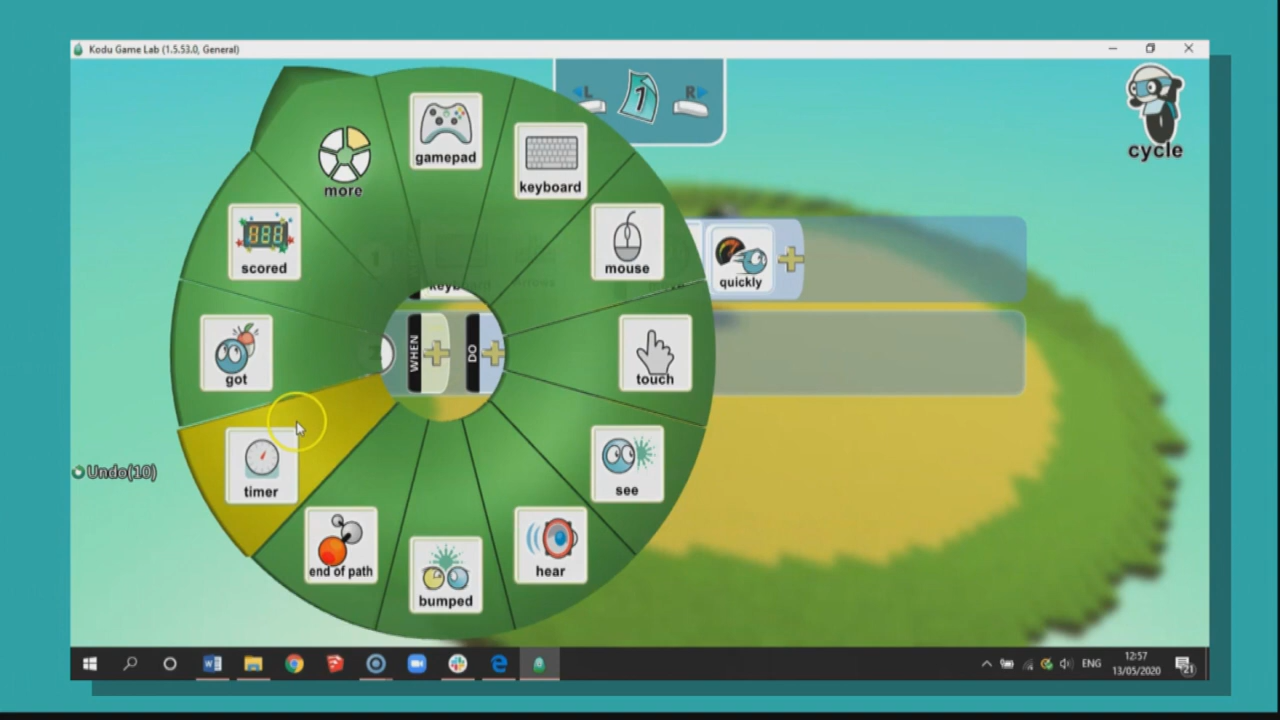 Kodu Game Lab (1.5.53.0, General)
L
1
R
cycle
more
gamepad
keyboard
scored
mouse
quickly
got
WHEN
DO
touch
timer
see
Undo(10)
end of path
bumped
hear
ENG
12:57
13/05/2020
21